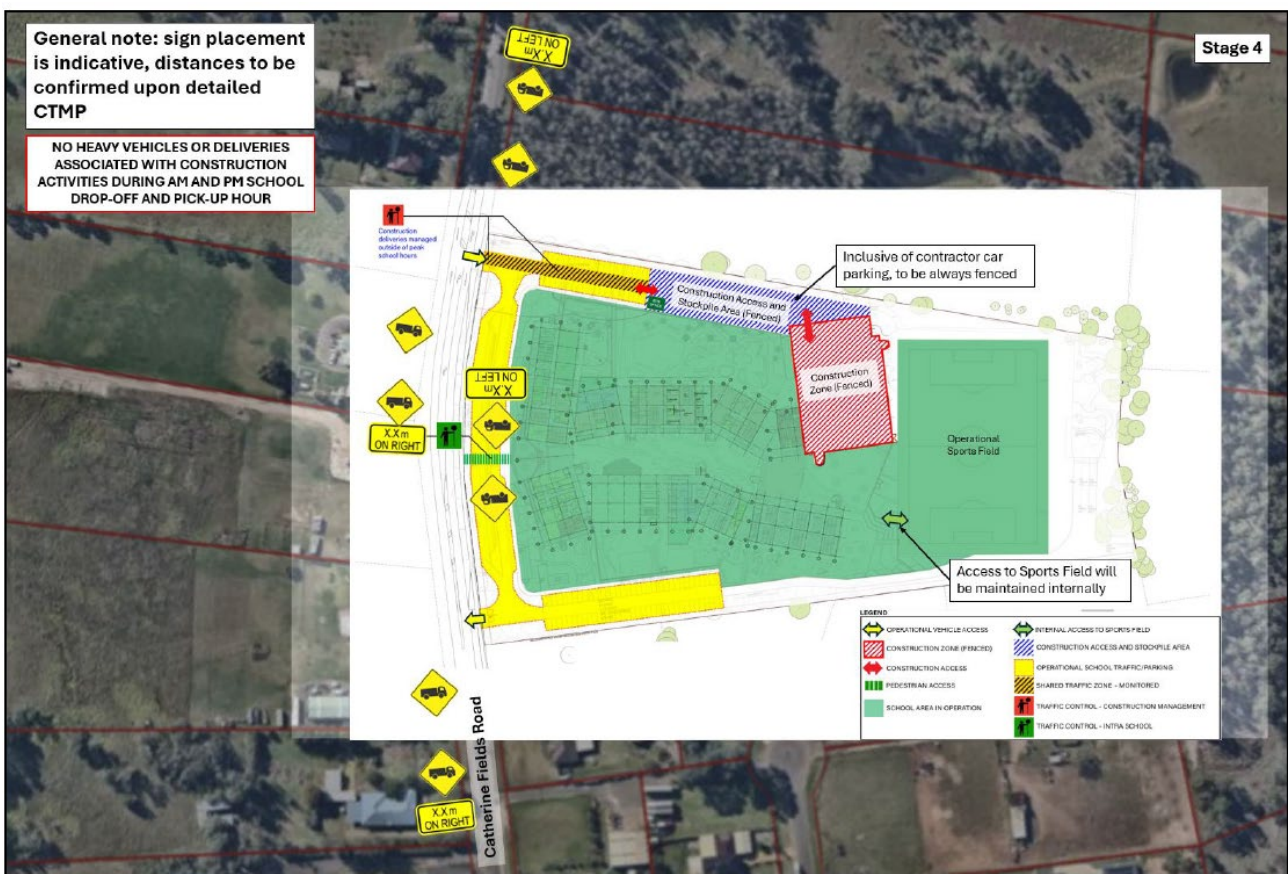 General note: sign placement
is indicative, distances to be
confirmed upon detailed
CTMP
NO HEAVY VEHICLES OR DELIVERIES
ASSOCIATED WITH CONSTRUCTION
ACTIVITIES DURING AM AND PM SCHOOL
DROP-OFF AND PICK-UP HOUR
X.Xm
ON LEFT
Stage 4
Construction
deliveries managed
outside of peak
school hours
Inclusive of contractor car
parking, to be always fenced
Construction Access and
Stockpile Area (Fenced)
Construction
Zone (Fenced)
Operational
Sports Field
X.Xm
ON LEFT
X.Xm
ON RIGHT
Access to Sports Field will
be maintained internally
LEGEND
OPERATIONAL VEHICLE ACCESS
CONSTRUCTION ZONE (FENCED)
CONSTRUCTION ACCESS
PEDESTRIAN ACCESS
SCHOOL AREA IN OPERATION
INTERNAL ACCESS TO SPORTS FIELD
CONSTRUCTION ACCESS AND STOCKPILE AREA
OPERATIONAL SCHOOL TRAFFIC/PARKING
SHARED TRAFFIC ZONE - MONITORED
TRAFFIC CONTROL - CONSTRUCTION MANAGEMENT
TRAFFIC CONTROL - INTRA SCHOOL
Catherine Fields Road
X.Xm
ON RIGHT